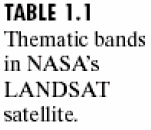 TABLE 1.1
Thematic bands
in NASA's
LANDSAT
satellite.